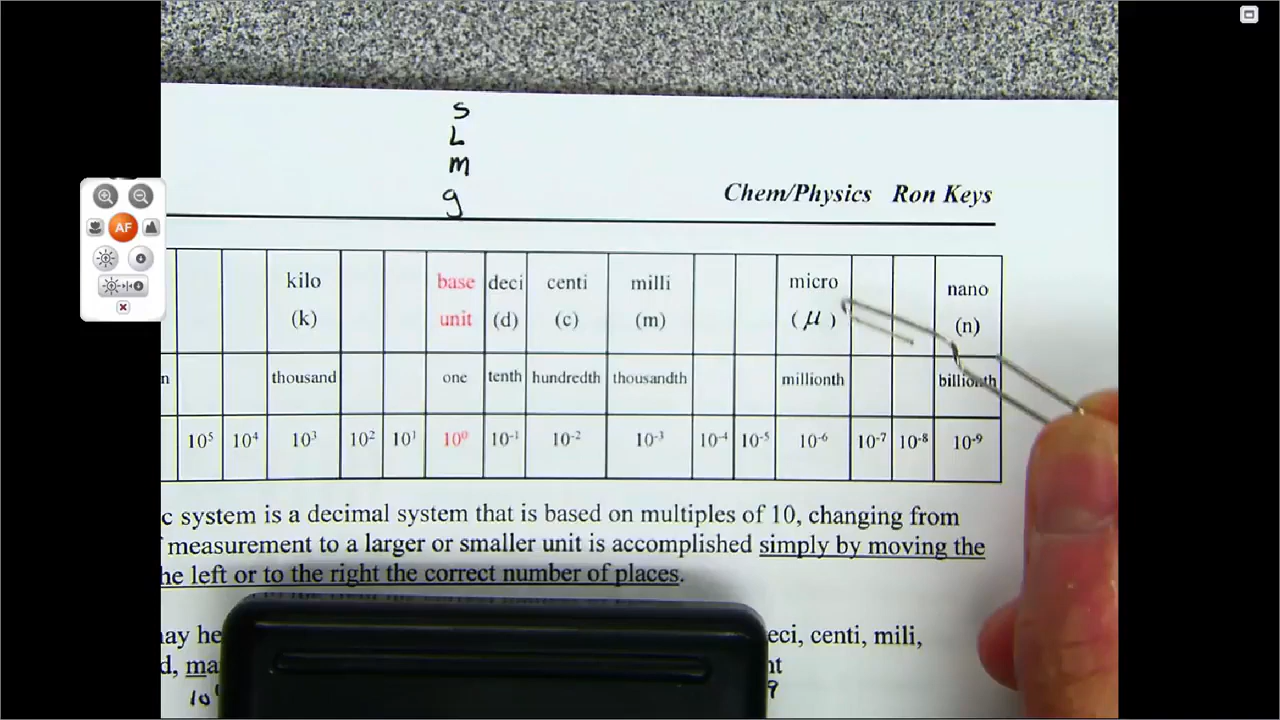 s
L
m
g
Chem/Physics Ron Keys
kilo base deci centi milli micro nano
(k) unit (d) (c) (m) (μ) (n)
thousand one tenth hundredth thousandth millionth billionth
10⁵ 10⁴ 10³ 10² 10¹ 10⁰ 10⁻¹ 10⁻² 10⁻³ 10⁻⁴ 10⁻⁵ 10⁻⁶ 10⁻⁷ 10⁻⁸ 10⁻⁹
c system is a decimal system that is based on multiples of 10, changing from
measurement to a larger or smaller unit is accomplished simply by moving the
he left or to the right the correct number of places.
eci, centi, mili,
AF